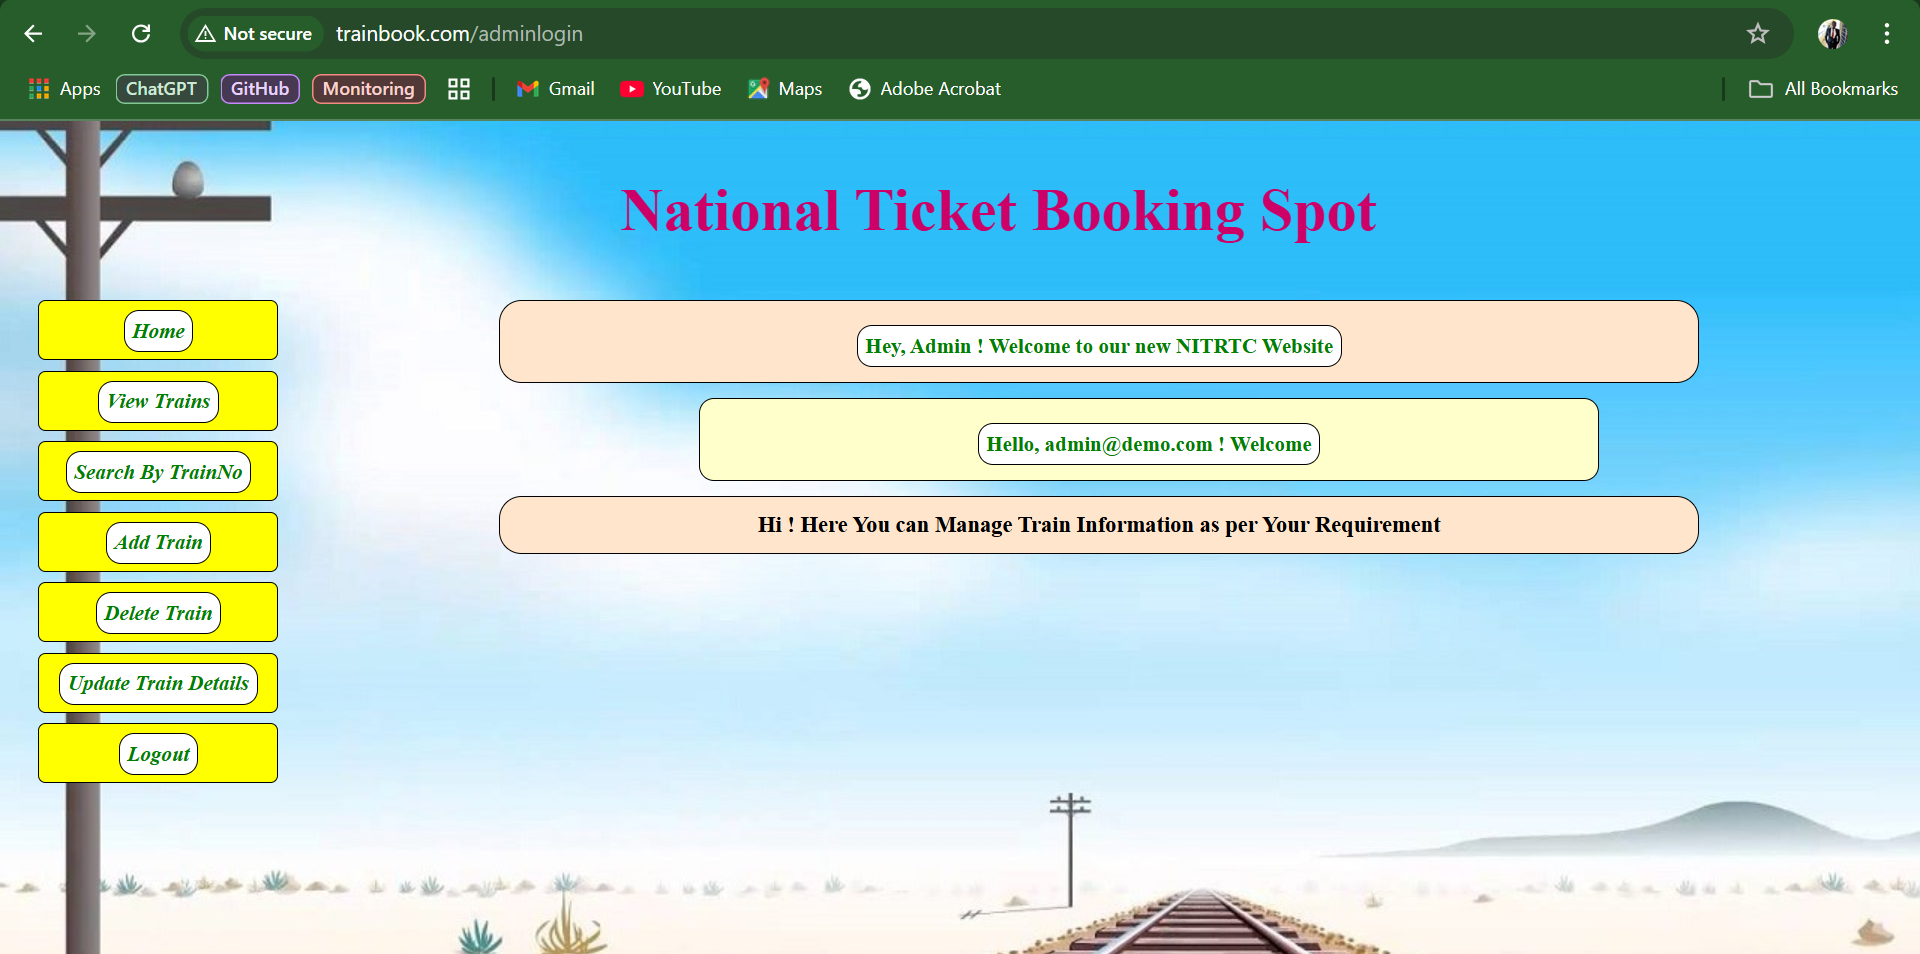 Not secure trainbook.com/adminlogin
Apps ChatGPT GitHub Monitoring Gmail YouTube Maps Adobe Acrobat All Bookmarks
National Ticket Booking Spot
Home
View Trains
Search By TrainNo
Add Train
Delete Train
Update Train Details
Logout
Hey, Admin ! Welcome to our new NITRTC Website
Hello, admin@demo.com ! Welcome
Hi ! Here You can Manage Train Information as per Your Requirement